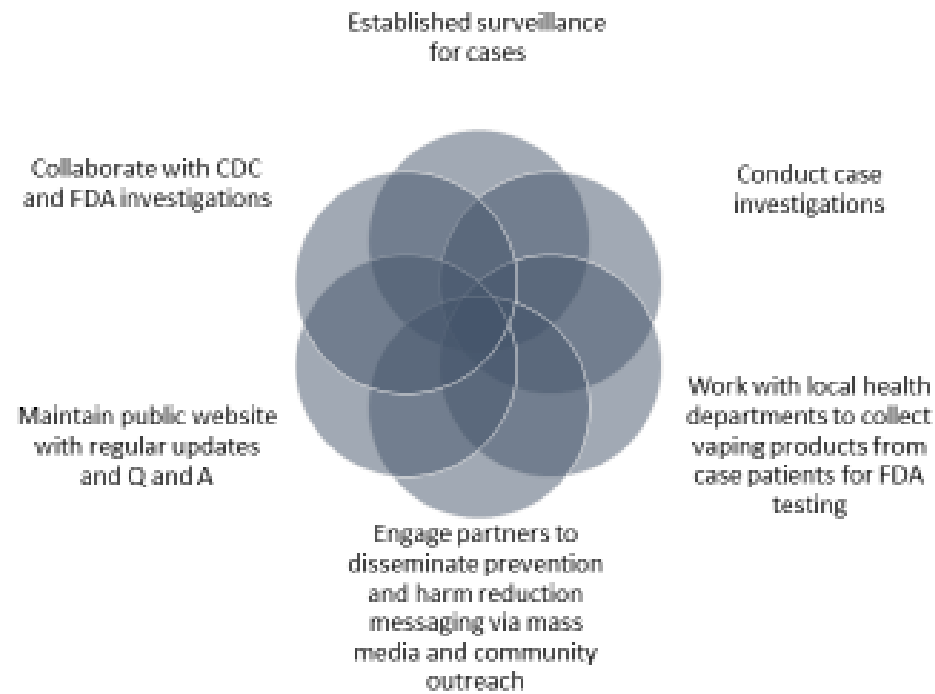 Established surveillance
for cases
Conduct case
investigations
Work with local health
departments to collect
vaping products from
case patients for FDA
testing
Engage partners to
disseminate prevention
and harm reduction
messaging via mass
media and community
outreach
Maintain public website
with regular updates
and Q and A
Collaborate with CDC
and FDA investigations